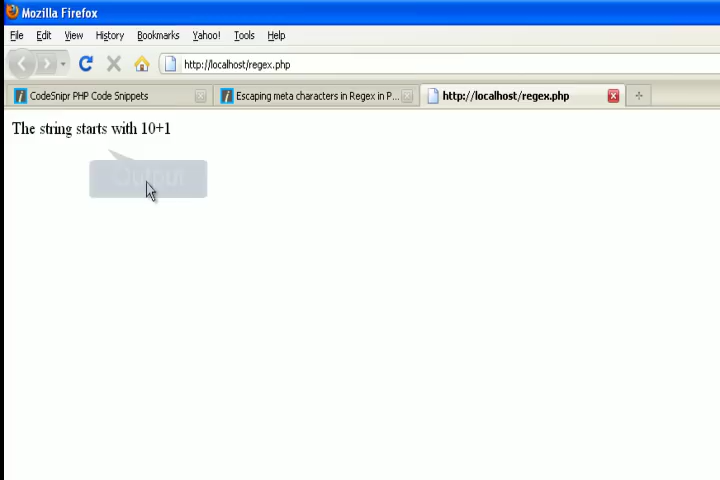 Mozilla Firefox
File Edit View History Bookmarks Yahoo! Tools Help
http://localhost/regex.php
CodeSnipr PHP Code Snippets Escaping meta characters in Regex in P... http://localhost/regex.php
The string starts with 10+1
Output